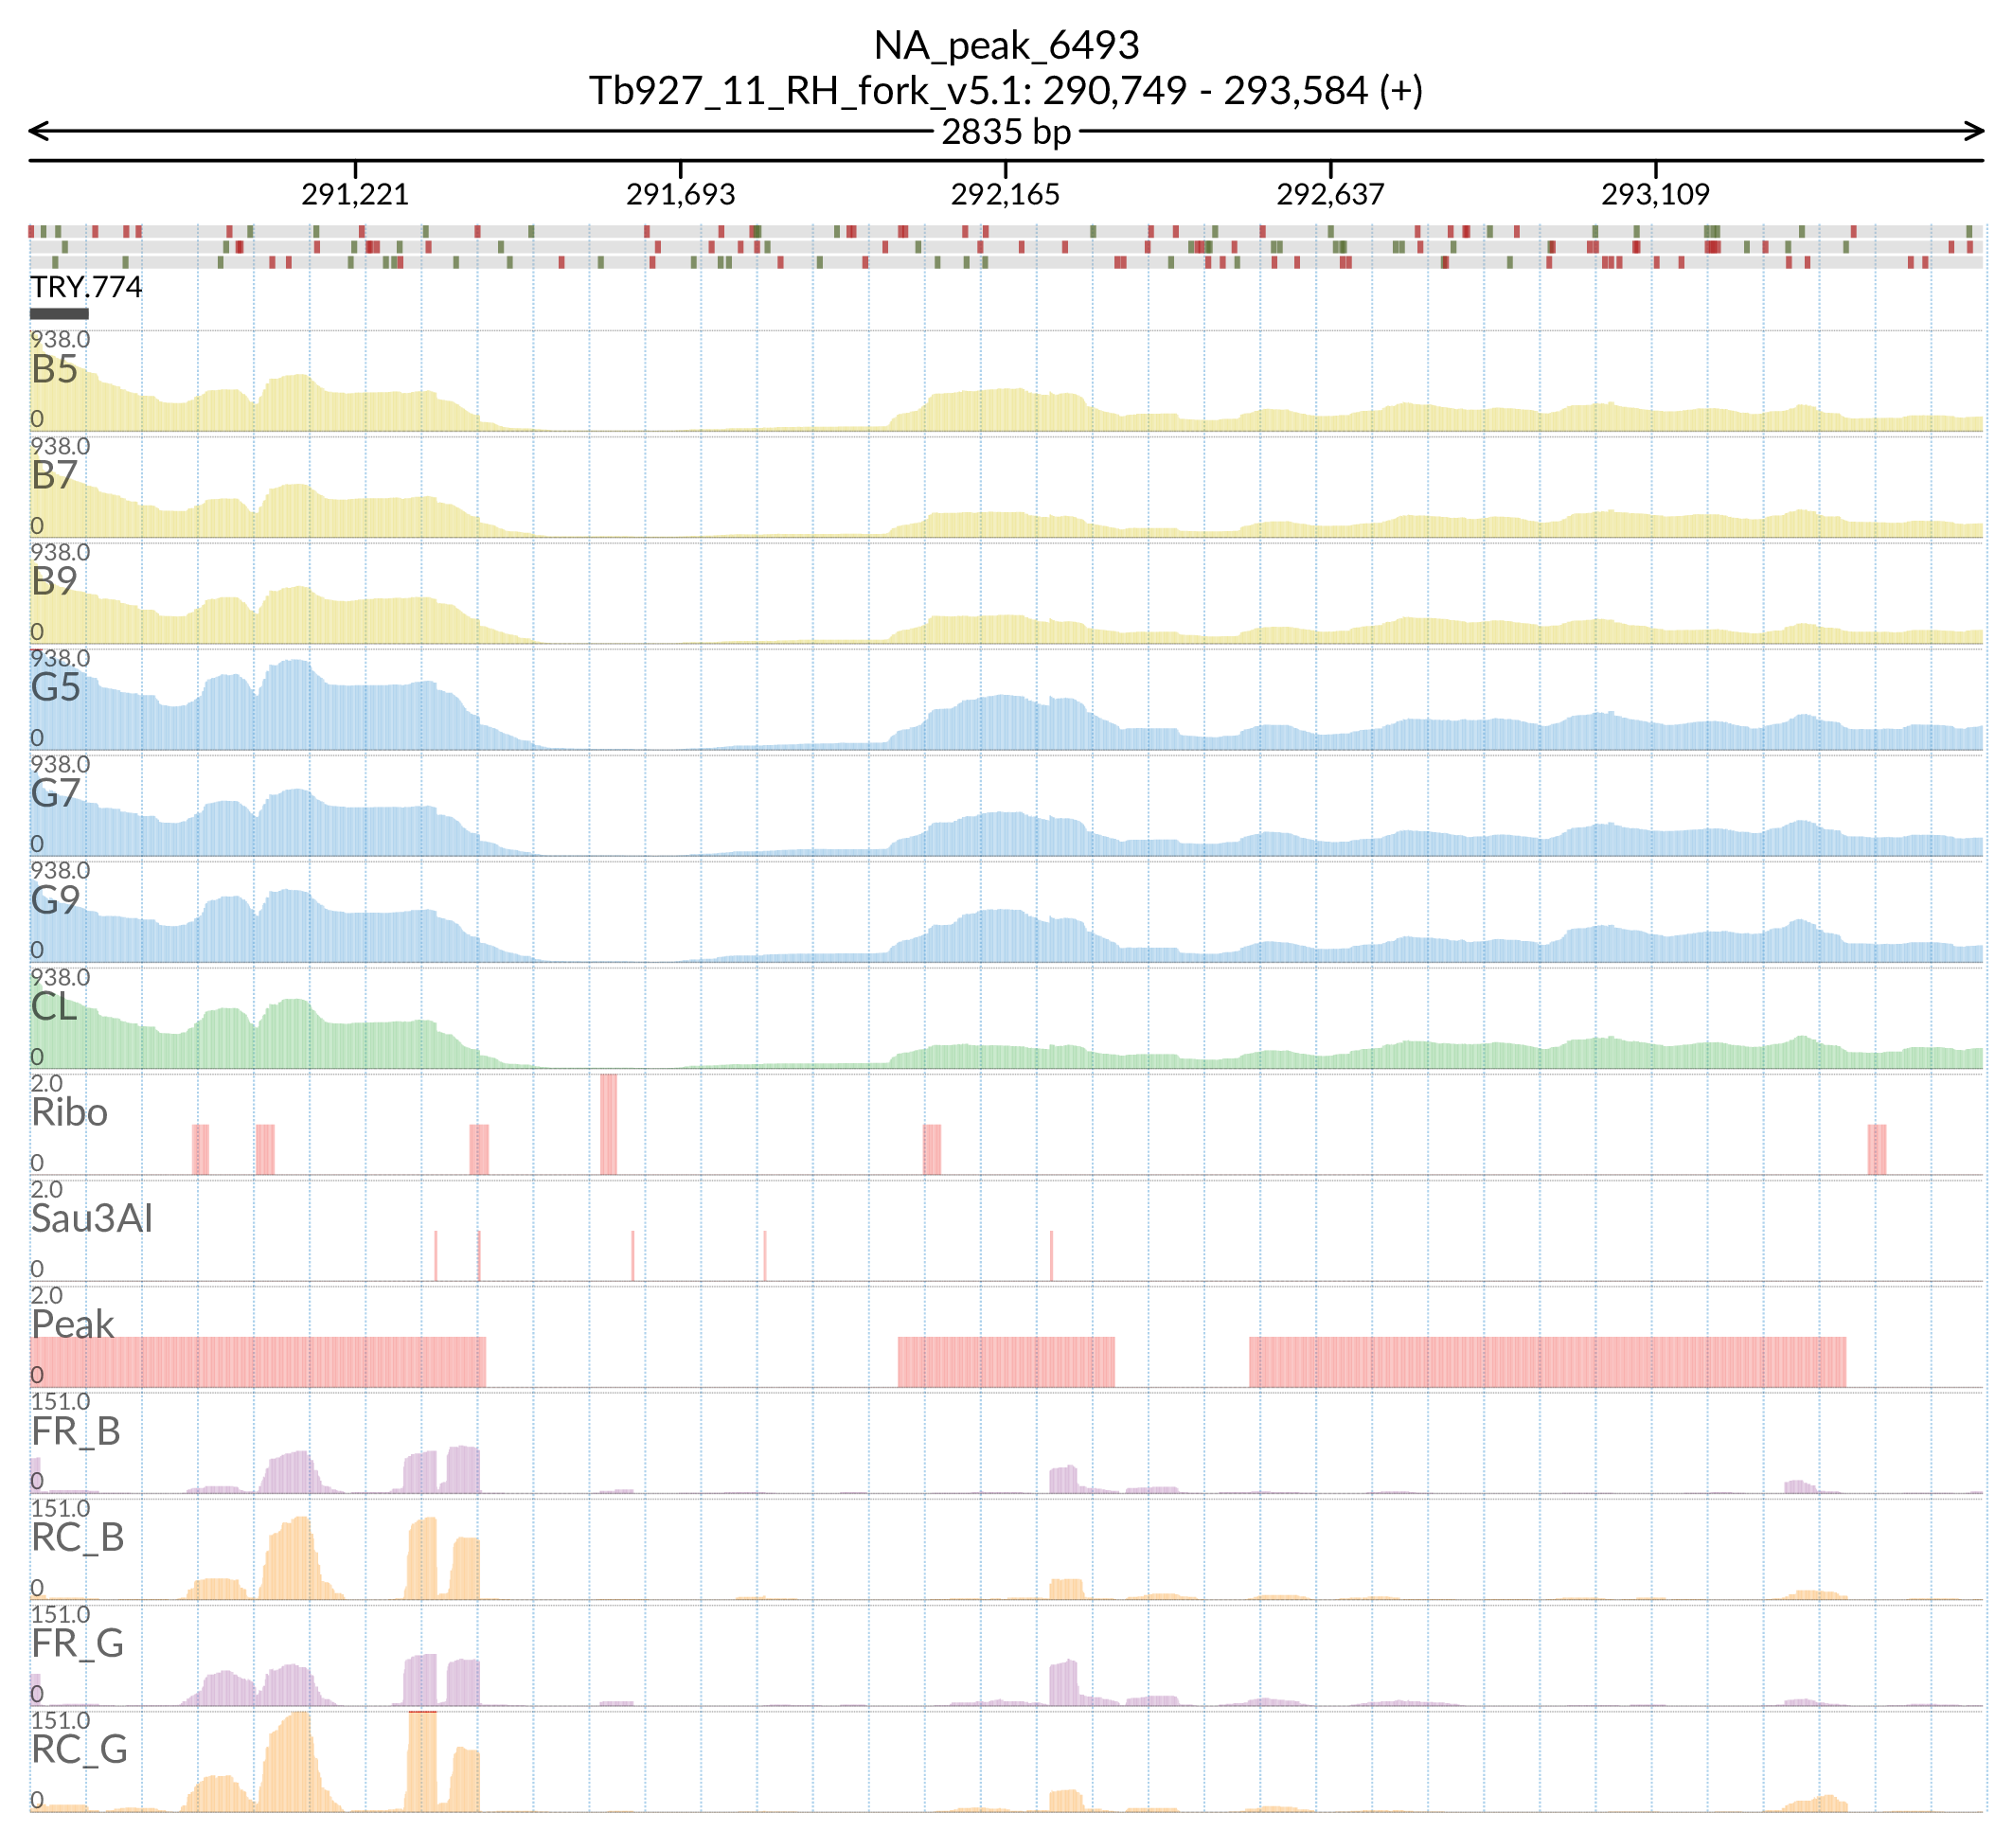 NA_peak_6493
Tb927_11_RH_fork_v5.1: 290,749 - 293,584 (+)
2835 bp
291,221 291,693 292,165 292,637 293,109
TRY.774
938.0
B5
0
938.0
B7
0
938.0
B9
0
938.0
G5
0
938.0
G7
0
938.0
G9
0
938.0
CL
0
2.0
Ribo
0
2.0
Sau3AI
0
2.0
Peak
0
151.0
FR_B
0
151.0
RC_B
0
151.0
FR_G
0
151.0
RC_G
0